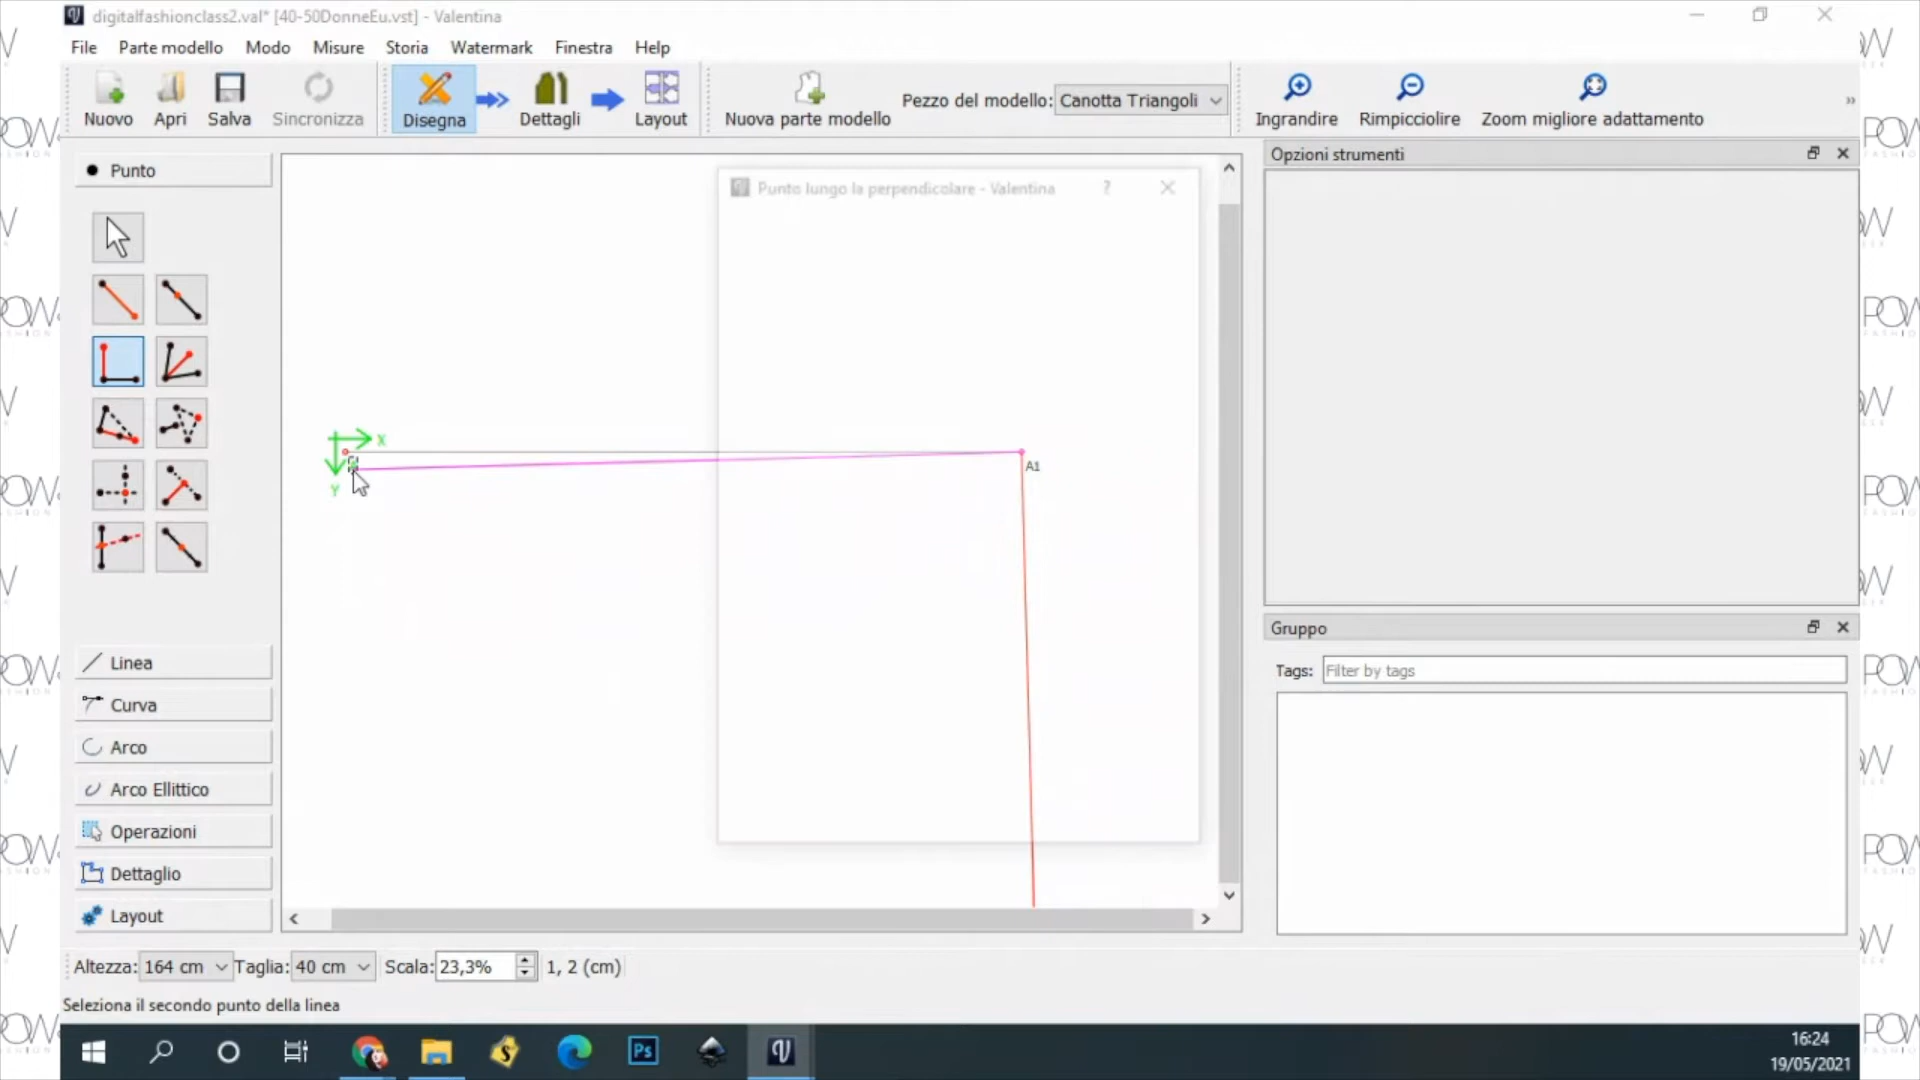 digitalfashionclass2.val* [40-50DonneEu.vst] - Valentina
File Parte modello Modo Misure Storia Watermark Finestra Help
Nuovo Apri Salva Sincronizza Disegna Dettagli Layout Nuova parte modello Pezzo del modello: Canotta Triangoli Ingrandire Rimpicciolire Zoom migliore adattamento »
Punto
Opzioni strumenti
Punto lungo la perpendicolare - Valentina ?
X
Y
A1
Gruppo
Tags: Filter by tags
Linea
Curva
Arco
Arco Ellittico
Operazioni
Dettaglio
Layout
Altezza: 164 cm Taglia: 40 cm Scala: 23,3% 1, 2 (cm)
Seleziona il secondo punto della linea
Ps
16:24
19/05/2021